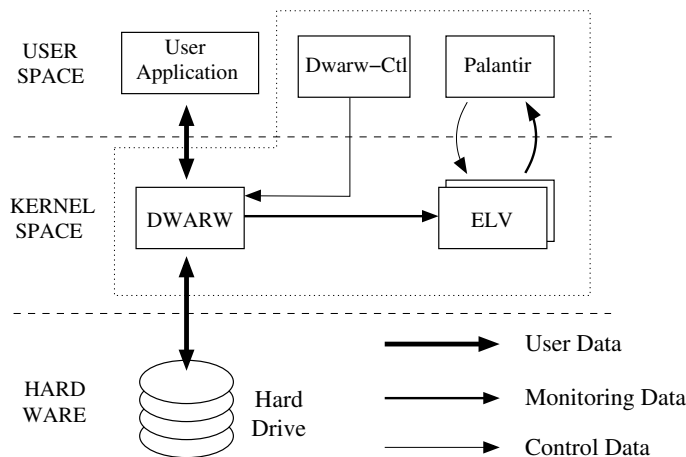 USER
SPACE
User
Application
Dwarw−Ctl
Palantir
KERNEL
SPACE
DWARW
ELV
HARD
WARE
Hard
Drive
User Data
Monitoring Data
Control Data